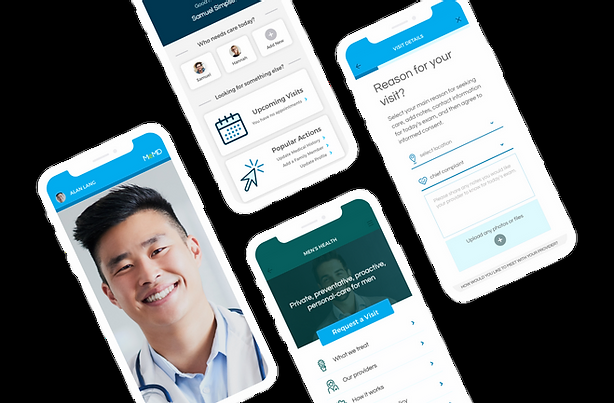 Samuel Simpson
Who needs care today?
Samuel
Hannah
Add New
Looking for something else?
Upcoming Visits
You have no appointments
Popular Actions
Update Medical History
Add a Family Member
Update Profile
VISIT DETAILS
Reason for your
visit?
Select your main reason for seeking
care, add notes, contact information
for today's exam, and then agree to
informed consent.
select location
chief complaint
Please share any notes you would like
your provider to know for today's exam.
Upload any photos or files
HOW WOULD YOU LIKE TO MEET WITH YOUR PROVIDER?
ALAN LANG
MeMD
MEN'S HEALTH
Private, preventative, proactive,
personal-care for men
Request a Visit
What we treat
Our providers
How it works